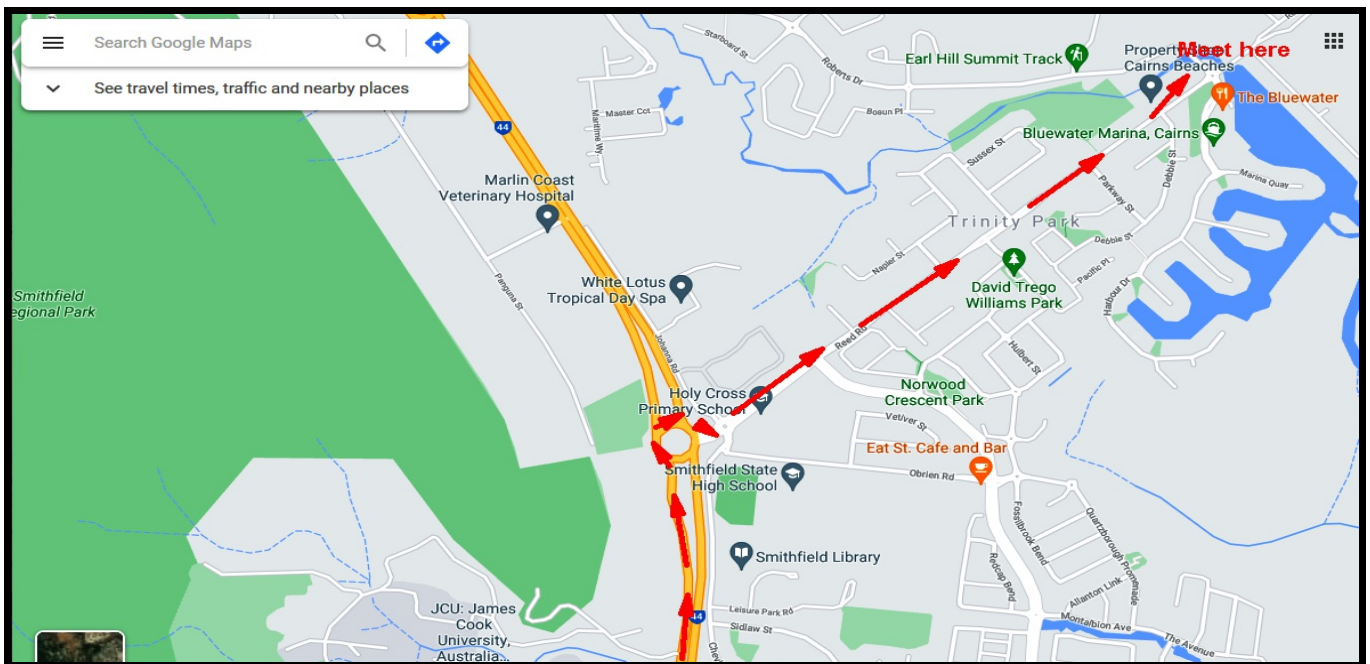 Search Google Maps
See travel times, traffic and nearby places
Starboard St
Roberts Dr
Earl Hill Summit Track
Meet here
Cairns Beaches
The Bluewater
Master Cct
Maritime Wy
Bosun Pl
44
Bluewater Marina, Cairns
Sussex St
Debbie St
Marina Quay
Marlin Coast
Veterinary Hospital
Parkway St
Trinity Park
Debbie St
Napier St
Pacific Pl
Harbour Dr
Panguna St
White Lotus
Tropical Day Spa
David Trego
Williams Park
Smithfield
egional Park
Johanna Rd
Reed Rd
Hulbert St
Holy Cross
Primary School
Norwood
Crescent Park
Vetiver St
Eat St. Cafe and Bar
Smithfield State
High School
Obrien Rd
Fossilbrook Bend
Quartzborough Promenade
Smithfield Library
Redcap Bend
Allanton Link
JCU: James
Cook
University,
Australia...
44
Leisure Park Rd
Sidlaw St
Montalbion Ave
The Avenue